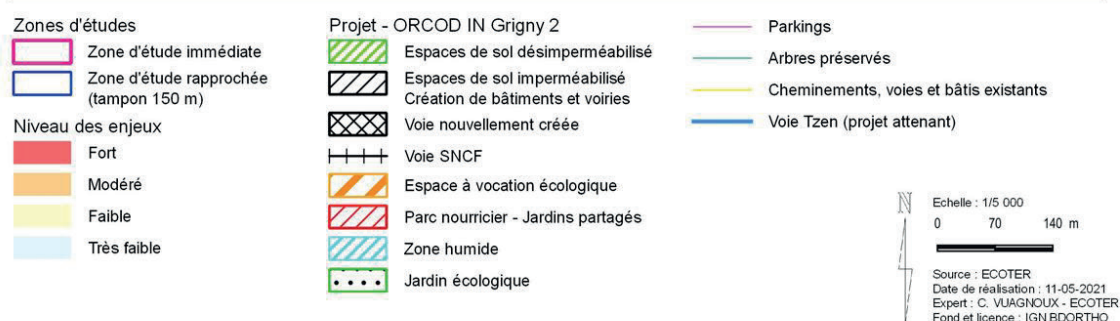 Zones d'études
Zone d'étude immédiate
Zone d'étude rapprochée
(tampon 150 m)
Niveau des enjeux
Fort
Modéré
Faible
Très faible
Projet - ORCOD IN Grigny 2
Espaces de sol désimperméabilisé
Espaces de sol imperméabilisé
Création de bâtiments et voiries
Voie nouvellement créée
Voie SNCF
Espace à vocation écologique
Parc nourricier - Jardins partagés
Zone humide
Jardin écologique
Parkings
Arbres préservés
Cheminements, voies et bâtis existants
Voie Tzen (projet attenant)
N
Echelle : 1/5 000
0 70 140 m
Source : ECOTER
Date de réalisation : 11-05-2021
Expert : C. VUAGNOUX - ECOTER
Fond et licence : IGN BDORTHO